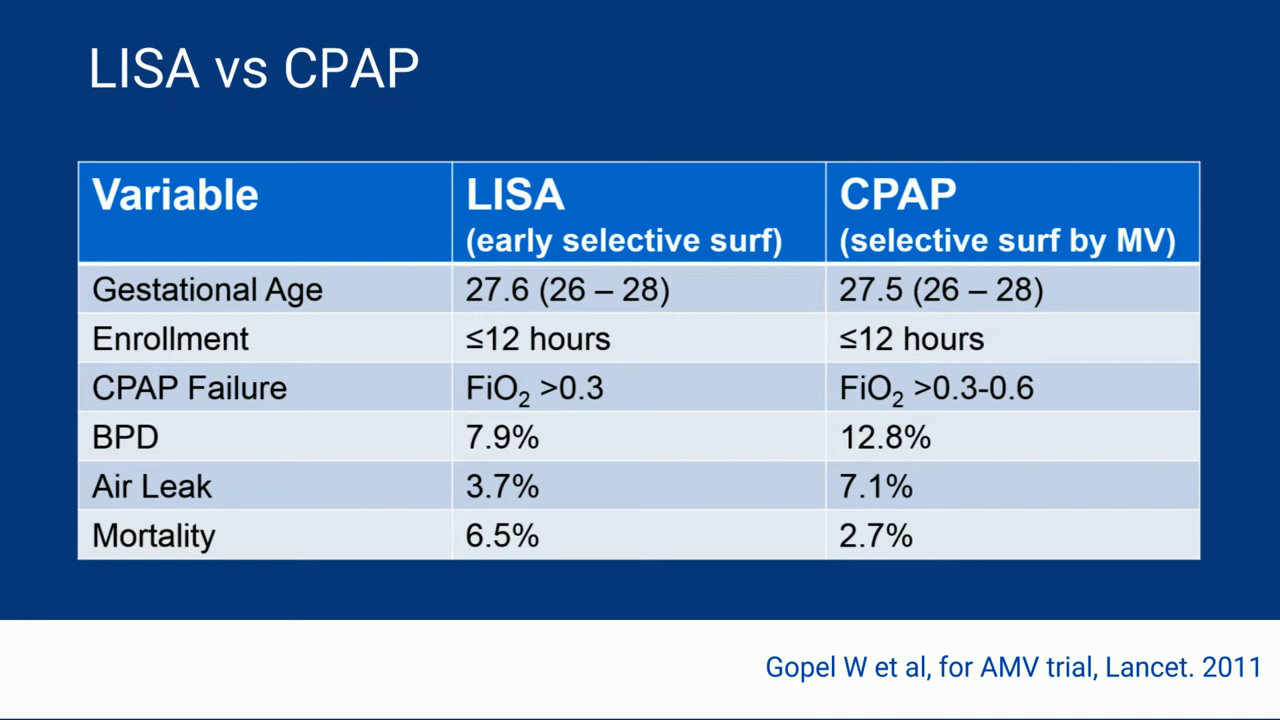 LISA vs CPAP
Variable LISA CPAP
(early selective surf) (selective surf by MV)
Gestational Age 27.6 (26 – 28) 27.5 (26 – 28)
Enrollment ≤12 hours ≤12 hours
CPAP Failure FiO₂ >0.3 FiO₂ >0.3-0.6
BPD 7.9% 12.8%
Air Leak 3.7% 7.1%
Mortality 6.5% 2.7%
Gopel W et al, for AMV trial, Lancet. 2011